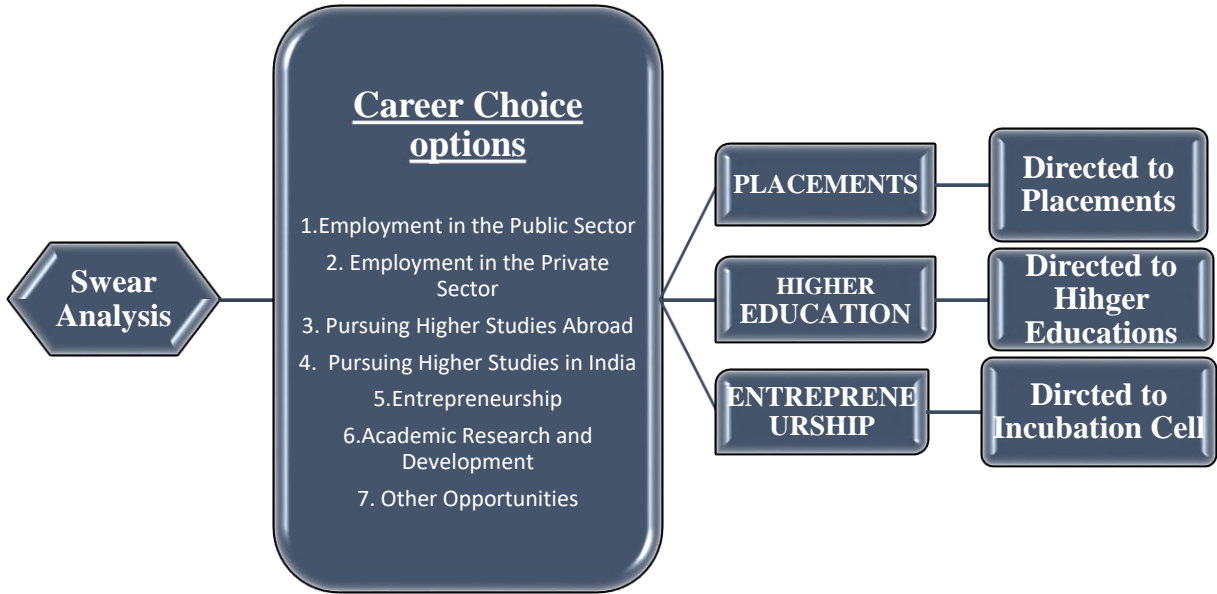 Swear
Analysis
Career Choice
options
1.Employment in the Public Sector
2. Employment in the Private
Sector
3. Pursuing Higher Studies Abroad
4. Pursuing Higher Studies in India
5.Entrepreneurship
6.Academic Research and
Development
7. Other Opportunities
PLACEMENTS
Directed to
Placements
HIGHER
EDUCATION
Directed to
Hihger
Educations
ENTREPRENE
URSHIP
Dircted to
Incubation Cell